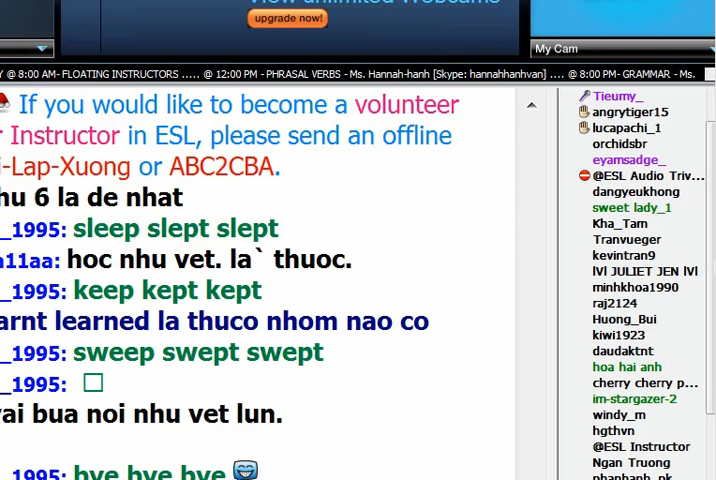 upgrade now!
My Cam
Y @ 8:00 AM- FLOATING INSTRUCTORS ..... @ 12:00 PM - PHRASAL VERBS - Ms. Hannah-hanh [Skype: hannahhanhvan] .... @ 8:00 PM- GRAMMAR - Ms.
If you would like to become a volunteer
r Instructor in ESL, please send an offline
i-Lap-Xuong or ABC2CBA.
hu 6 la de nhat
_1995: sleep slept slept
a11aa: hoc nhu vet. la` thuoc.
_1995: keep kept kept
arnt learned la thuco nhom nao co
_1995: sweep swept swept
_1995: □
vai bua noi nhu vet lun.
_1995: bye bye bye
Tieumy_
angrytiger15
lucapachi_1
orchidsbr
eyamsadge_
@ESL Audio Triv...
dangyeukhong
sweet lady_1
Kha_Tam
Tranvueger
kevintran9
lVl JULIET JEN lVl
minhkhoa1990
raj2124
Huong_Bui
kiwi1923
daudaktnt
hoa hai anh
cherry cherry p...
im-stargazer-2
windy_m
hgthvn
@ESL Instructor
Ngan Truong